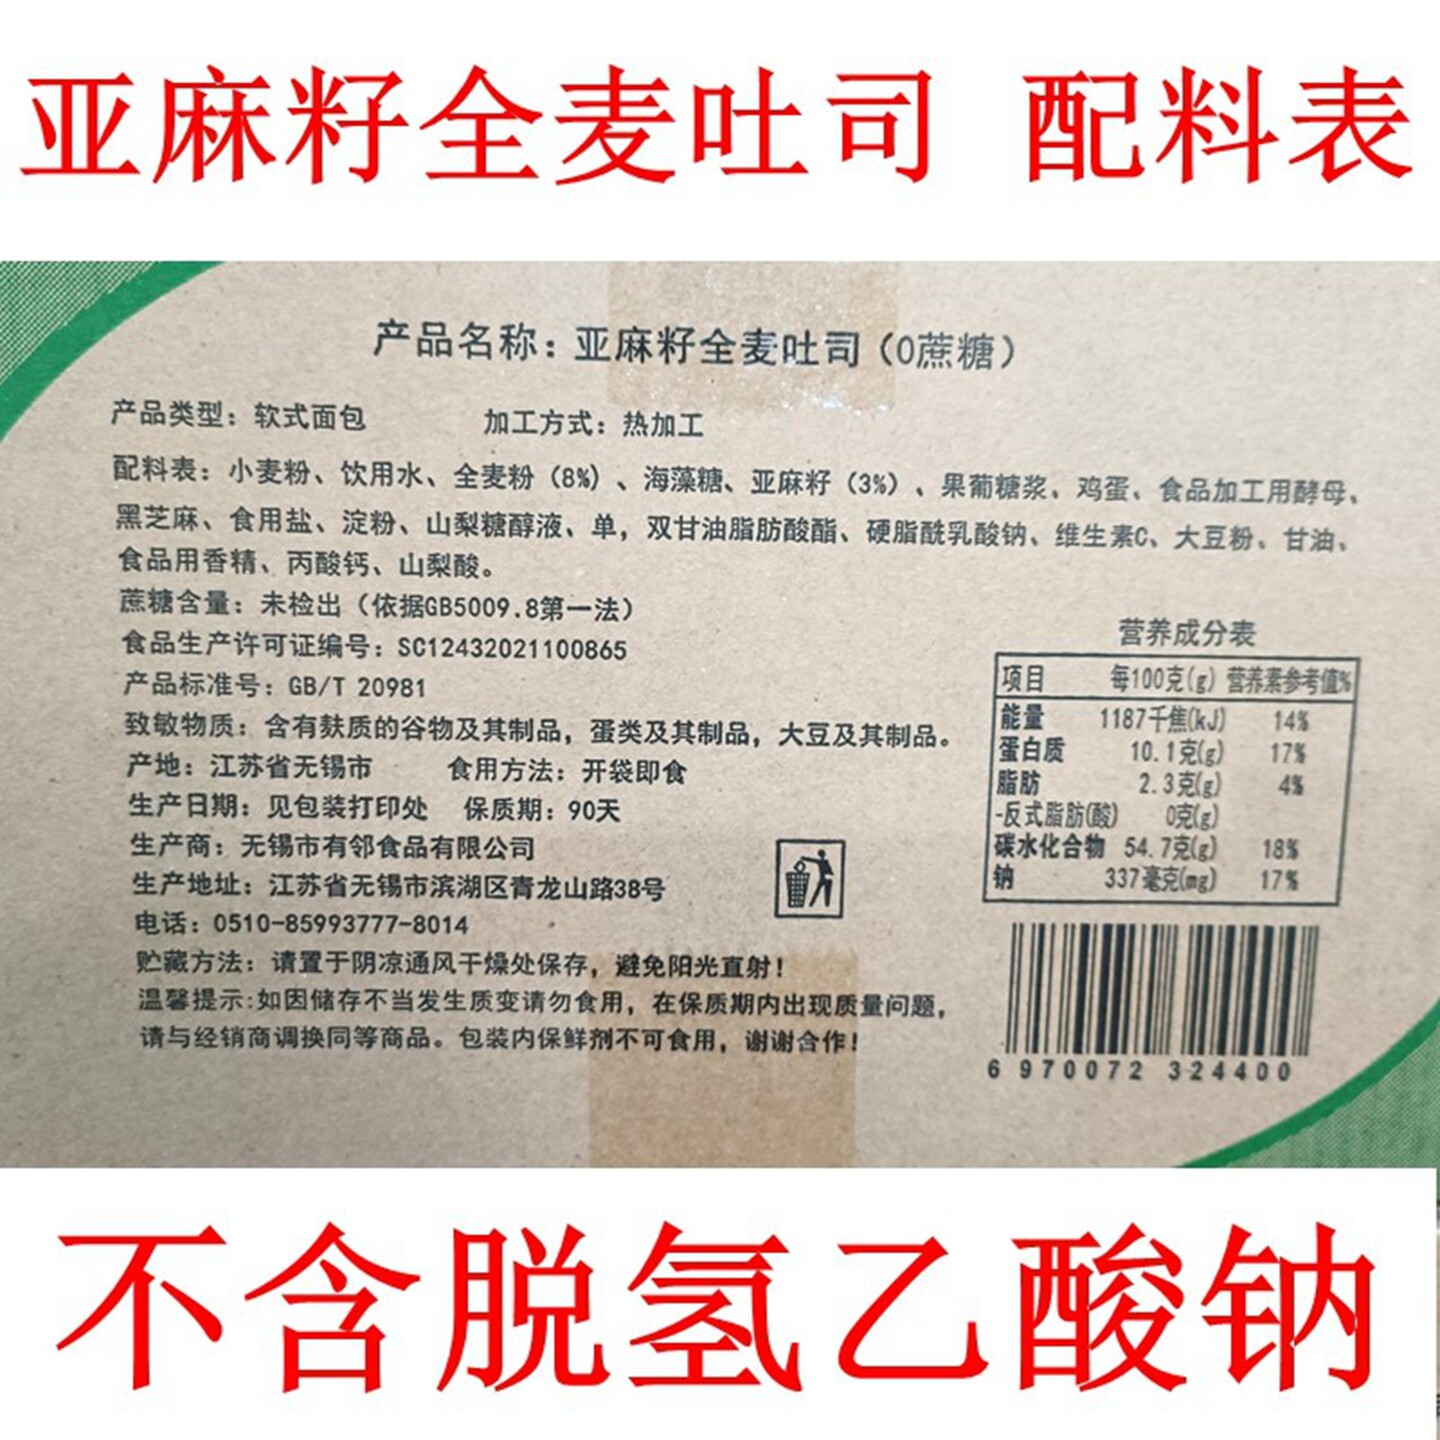 亚麻籽全麦吐司 配料表
产品名称：亚麻籽全麦吐司（0蔗糖）
产品类型：软式面包 加工方式：热加工
配料表：小麦粉、饮用水、全麦粉（8%）、海藻糖、亚麻籽（3%）、果葡糖浆、鸡蛋、食品加工用酵母、
黑芝麻、食用盐、淀粉、山梨糖醇液、单，双甘油脂肪酸酯、硬脂酰乳酸钠、维生素C、大豆粉、甘油、
食品用香精、丙酸钙、山梨酸。
蔗糖含量：未检出（依据GB5009.8第一法）
食品生产许可证编号：SC12432021100865
产品标准号：GB/T 20981
致敏物质：含有麸质的谷物及其制品，蛋类及其制品，大豆及其制品。
产地：江苏省无锡市 食用方法：开袋即食
生产日期：见包装打印处 保质期：90天
生产商：无锡市有邻食品有限公司
生产地址：江苏省无锡市滨湖区青龙山路38号
电话：0510-85993777-8014
贮藏方法：请置于阴凉通风干燥处保存，避免阳光直射！
温馨提示:如因储存不当发生质变请勿食用，在保质期内出现质量问题，
请与经销商调换同等商品。包装内保鲜剂不可食用，谢谢合作！
营养成分表
项目 每100克(g) 营养素参考值%
能量 1187千焦(kJ) 14%
蛋白质 10.1克(g) 17%
脂肪 2.3克(g) 4%
-反式脂肪(酸) 0克(g)
碳水化合物 54.7克(g) 18%
钠 337毫克(mg) 17%
6 970072 324400
不含脱氢乙酸钠